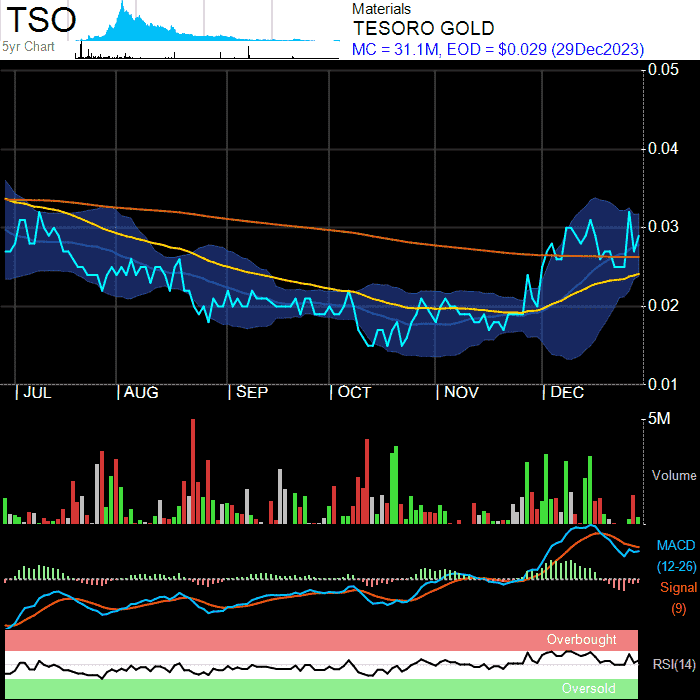 TSO
5yr Chart
Materials
TESORO GOLD
MC = 31.1M, EOD = $0.029 (29Dec2023)
0.05
0.04
0.03
0.02
0.01
JUL
AUG
SEP
OCT
NOV
DEC
5M
Volume
MACD
(12-26)
Signal
(9)
Overbought
RSI(14)
Oversold